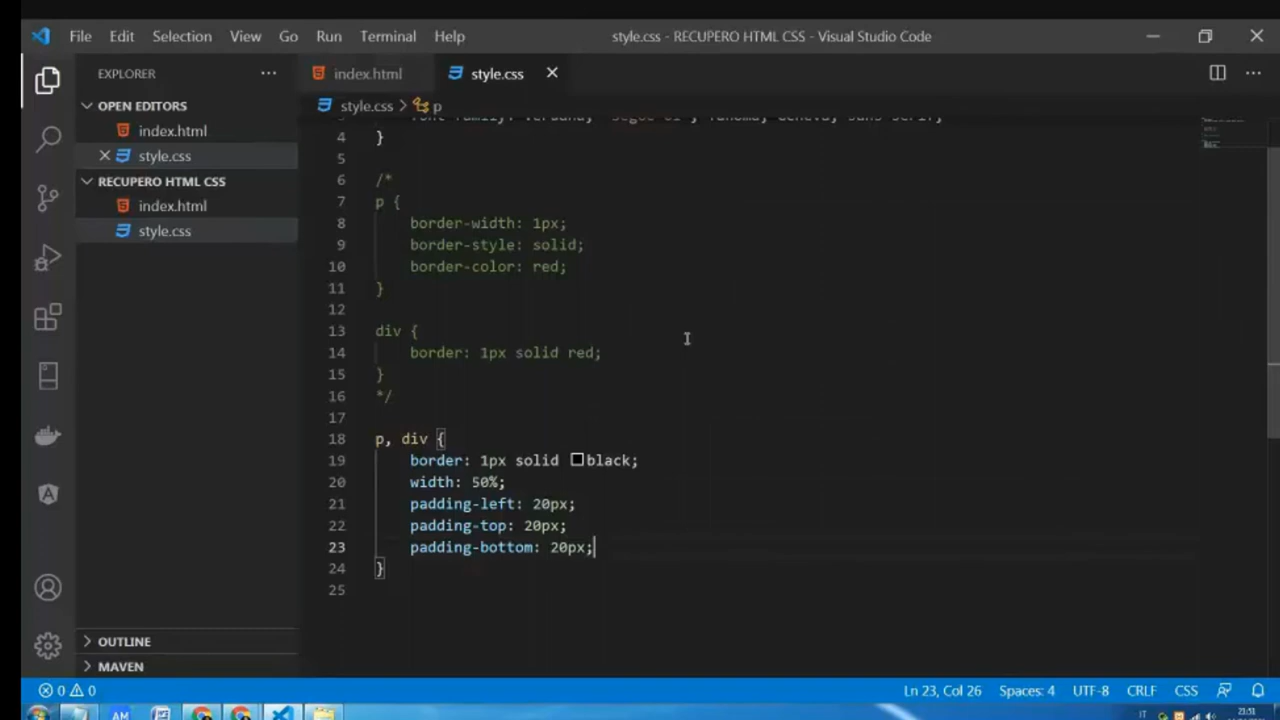 File Edit Selection View Go Run Terminal Help
style.css - RECUPERO HTML CSS - Visual Studio Code
EXPLORER
index.html
style.css
OPEN EDITORS
style.css > p
index.html
style.css
RECUPERO HTML CSS
index.html
style.css
4 }
5
6 /*
7 p {
8 border-width: 1px;
9 border-style: solid;
10 border-color: red;
11 }
12
13 div {
14 border: 1px solid red;
15 }
16 */
17
18 p, div {
19 border: 1px solid black;
20 width: 50%;
21 padding-left: 20px;
22 padding-top: 20px;
23 padding-bottom: 20px;
24 }
25
OUTLINE
MAVEN
0 0
Ln 23, Col 26 Spaces: 4 UTF-8 CRLF CSS
AM
IT
21:51